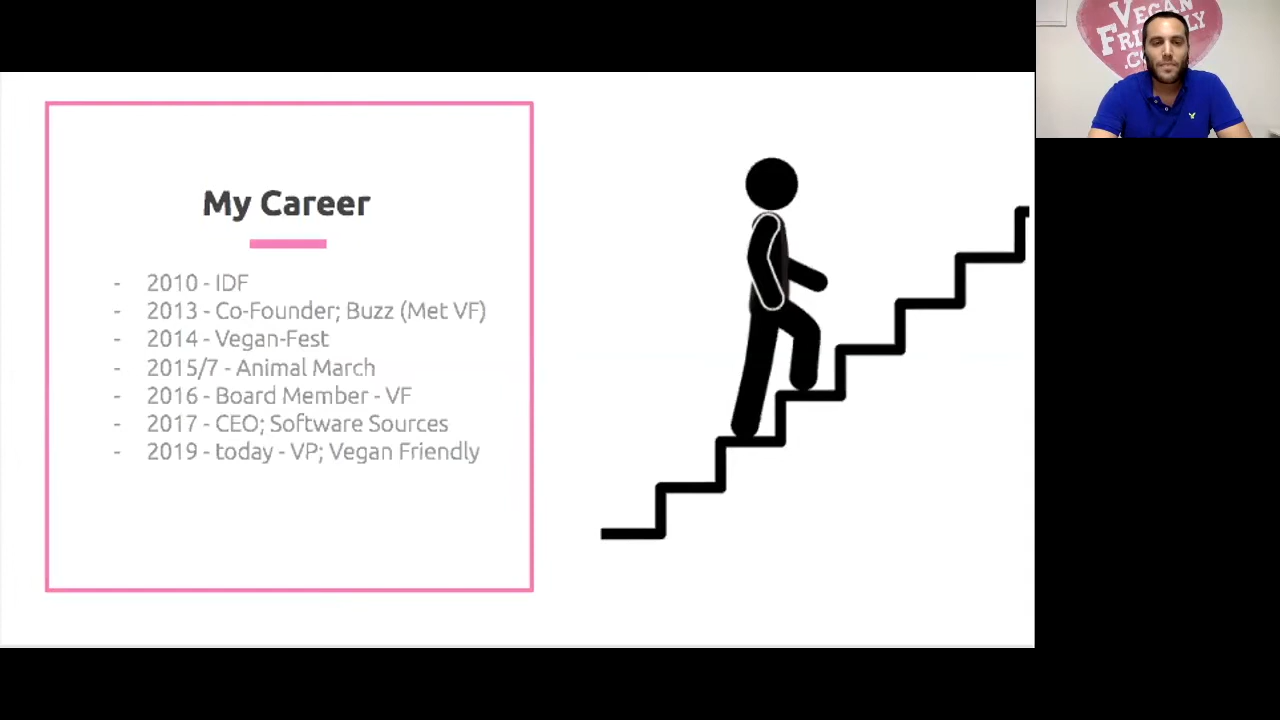 My Career
- 2010 - IDF
- 2013 - Co-Founder; Buzz (Met VF)
- 2014 - Vegan-Fest
- 2015/7 - Animal March
- 2016 - Board Member - VF
- 2017 - CEO; Software Sources
- 2019 - today - VP; Vegan Friendly
VEGAN